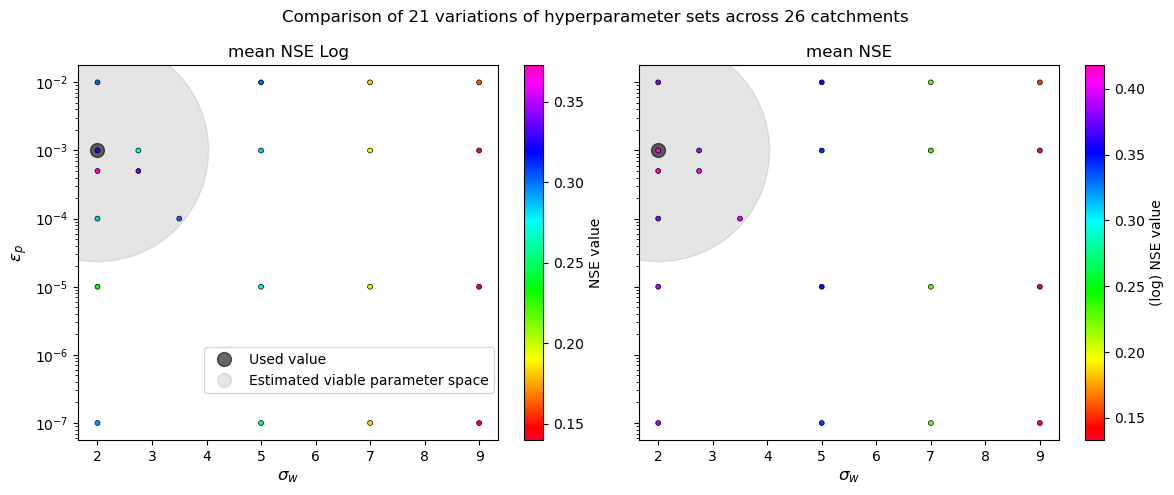 Comparison of 21 variations of hyperparameter sets across 26 catchments
mean NSE Log
mean NSE
10⁻²
10⁻³
10⁻⁴
10⁻⁵
10⁻⁶
10⁻⁷
εₚ
2 3 4 5 6 7 8 9
σ_w
Used value
Estimated viable parameter space
0.35
0.30
0.25
0.20
0.15
NSE value
2 3 4 5 6 7 8 9
σ_w
0.40
0.35
0.30
0.25
0.20
0.15
(log) NSE value